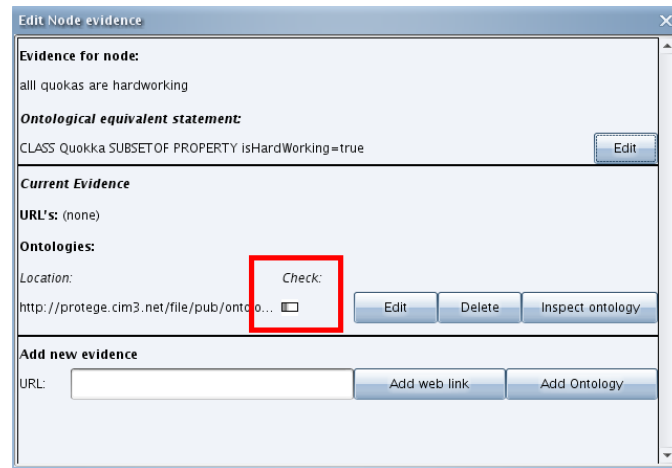 Edit Node evidence
Evidence for node:
alll quokas are hardworking
Ontological equivalent statement:
CLASS Quokka SUBSETOF PROPERTY isHardWorking=true Edit
Current Evidence
URL's: (none)
Ontologies:
Location: Check:
http://protege.cim3.net/file/pub/ontolo... Edit Delete Inspect ontology
Add new evidence
URL: Add web link Add Ontology